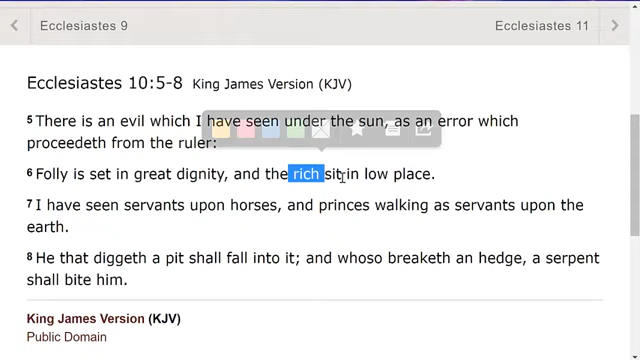 Ecclesiastes 9
Ecclesiastes 11
Ecclesiastes 10:5-8 King James Version (KJV)
5 There is an evil which I have seen under the sun, as an error which
proceedeth from the ruler:
6 Folly is set in great dignity, and the rich sit in low place.
7 I have seen servants upon horses, and princes walking as servants upon the
earth.
8 He that diggeth a pit shall fall into it; and whoso breaketh an hedge, a serpent
shall bite him.
King James Version (KJV)
Public Domain